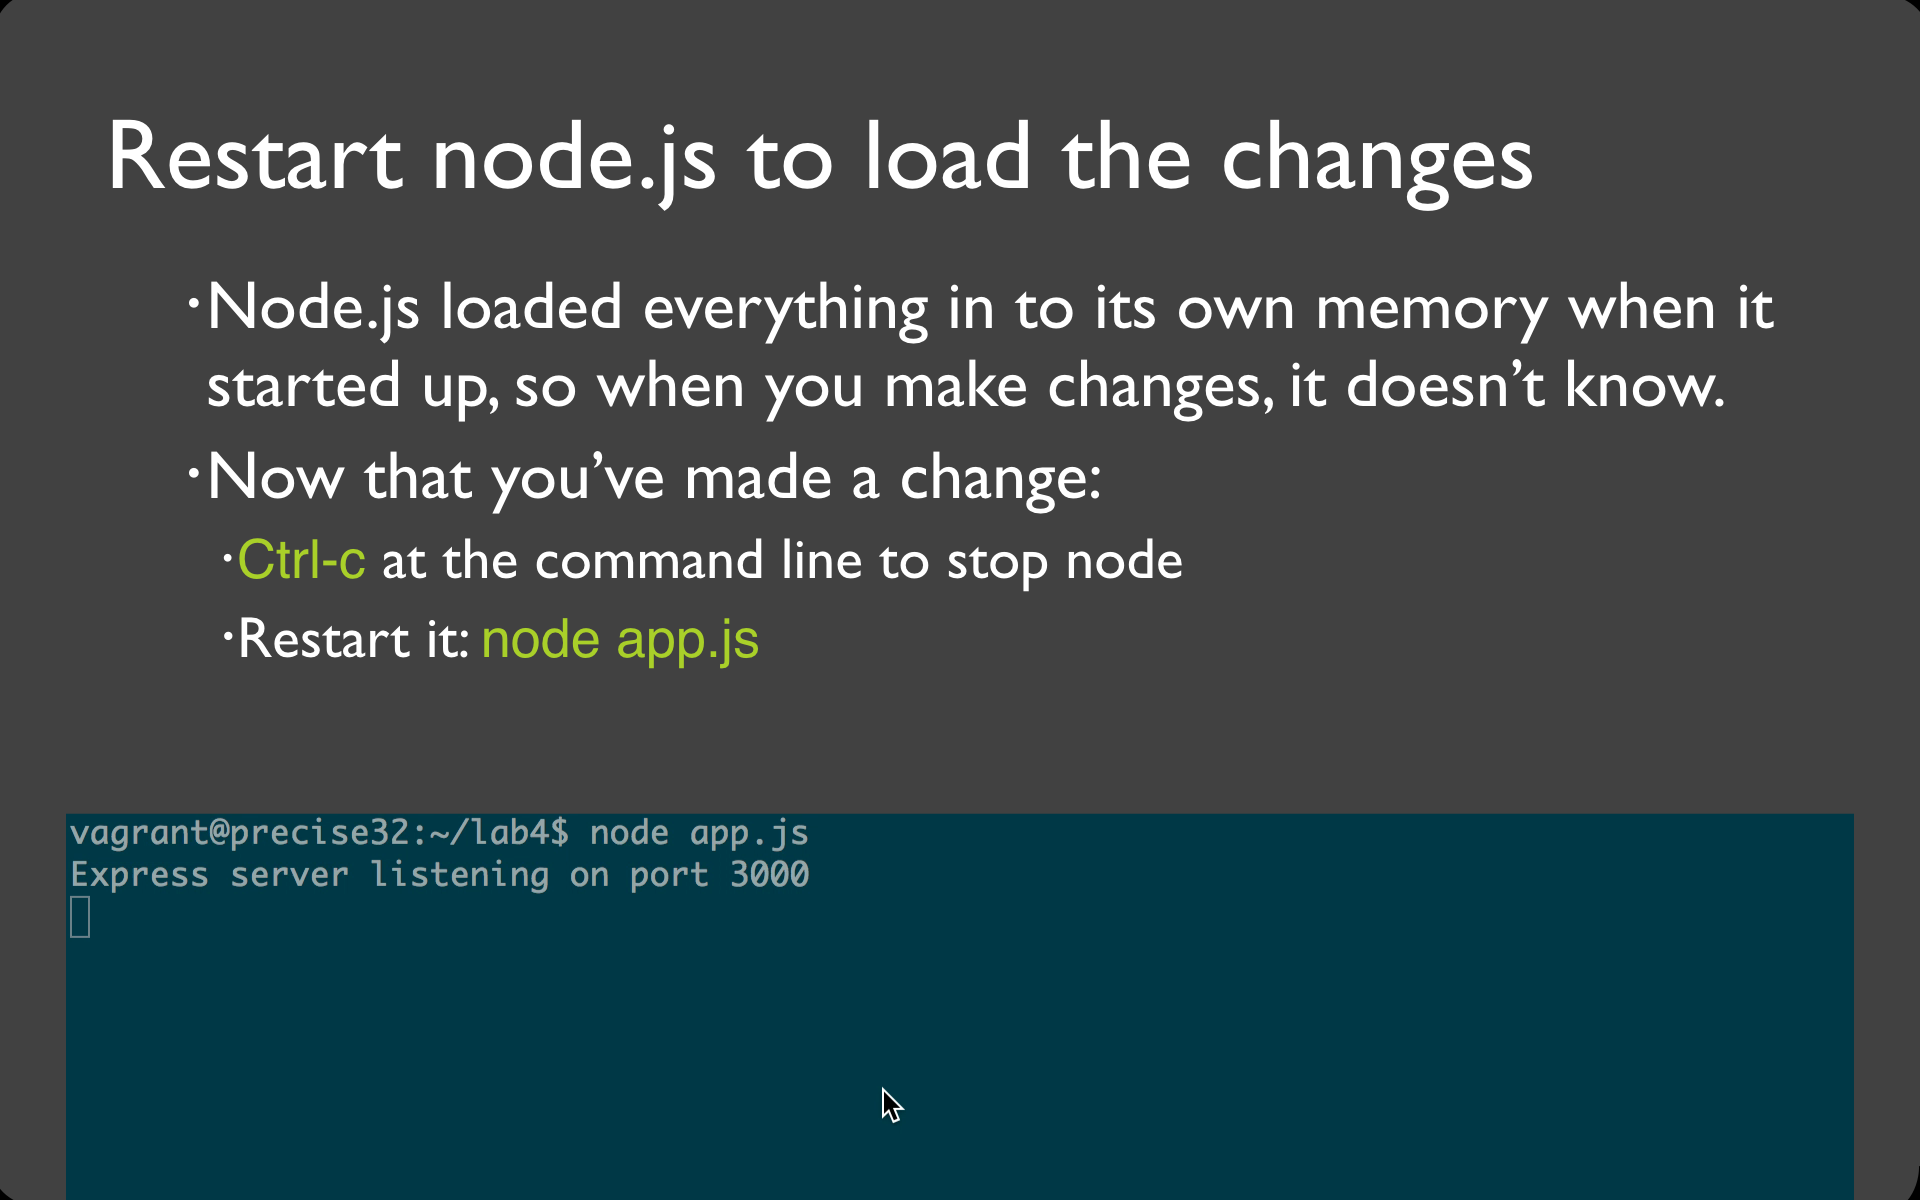 Restart node.js to load the changes
•Node.js loaded everything in to its own memory when it
started up, so when you make changes, it doesn’t know.
•Now that you’ve made a change:
•Ctrl-c at the command line to stop node
•Restart it: node app.js
vagrant@precise32:~/lab4$ node app.js
Express server listening on port 3000